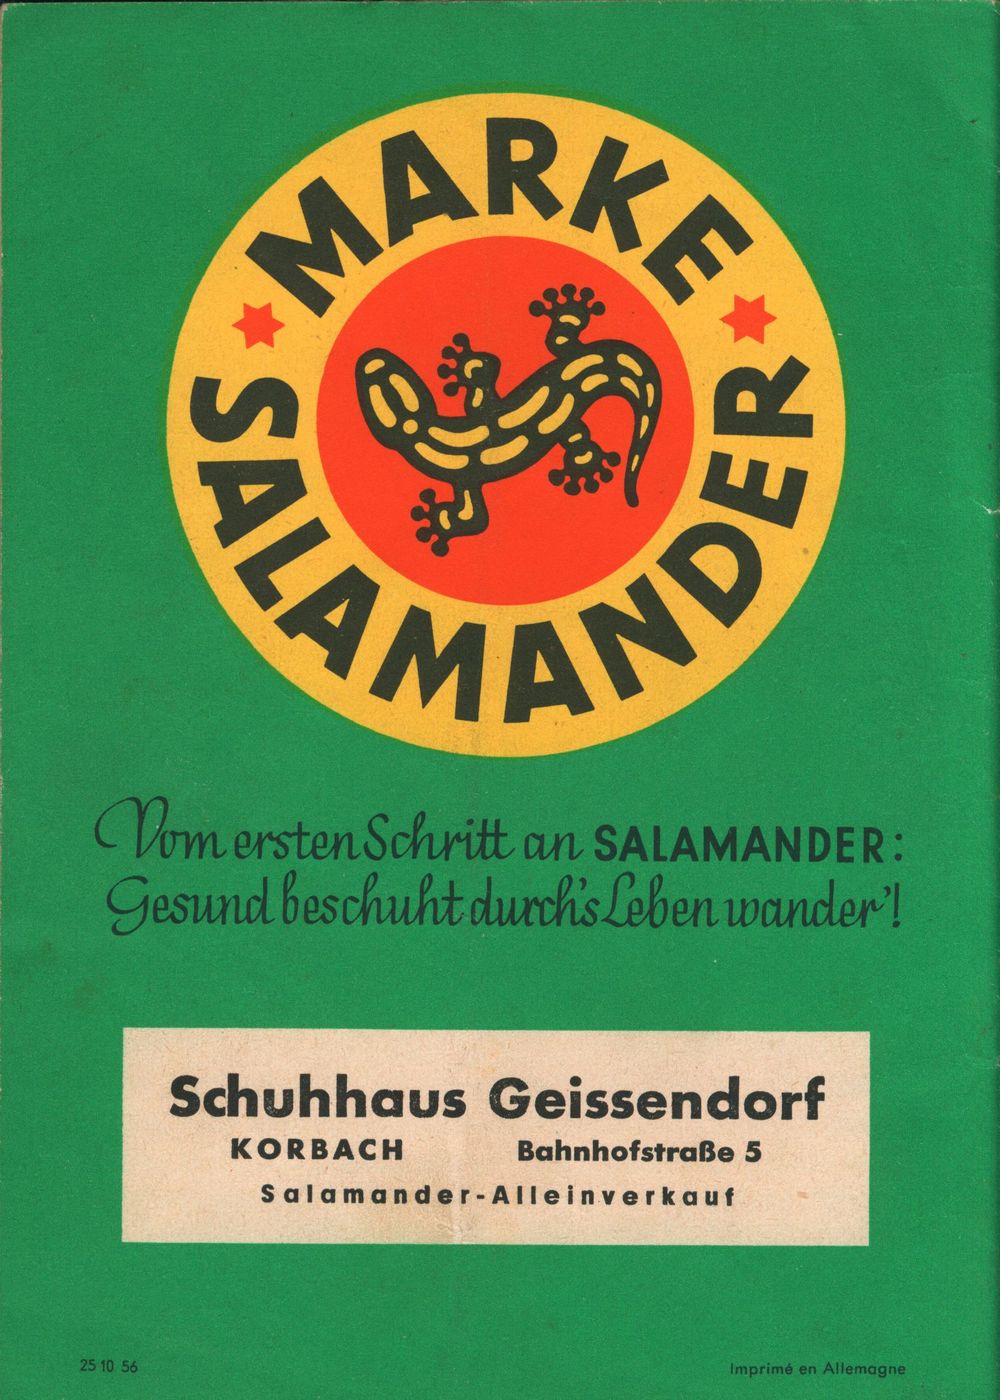 MARKE
SALAMANDER
Vom ersten Schritt an SALAMANDER:
Gesund beschuht durch's Leben wander'!
Schuhhaus Geissendorf
KORBACH Bahnhofstraße 5
Salamander-Alleinverkauf
25 10 56 Imprimé en Allemagne